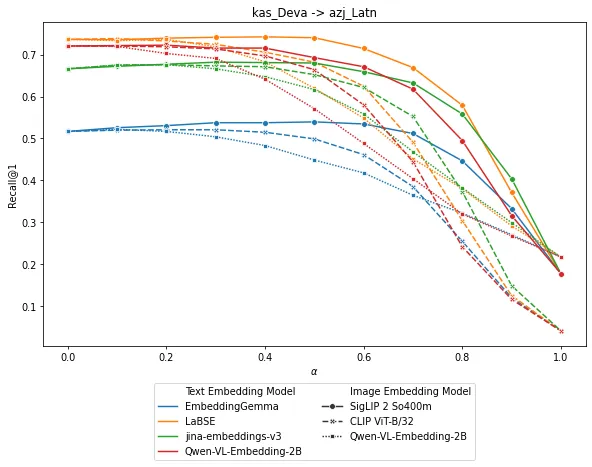 kas_Deva -> azj_Latn
Recall@1
0.7
0.6
0.5
0.4
0.3
0.2
0.1
0.0
0.2
0.4
0.6
0.8
1.0
α
Text Embedding Model
EmbeddingGemma
LaBSE
jina-embeddings-v3
Qwen-VL-Embedding-2B
Image Embedding Model
SigLIP 2 So400m
CLIP ViT-B/32
Qwen-VL-Embedding-2B